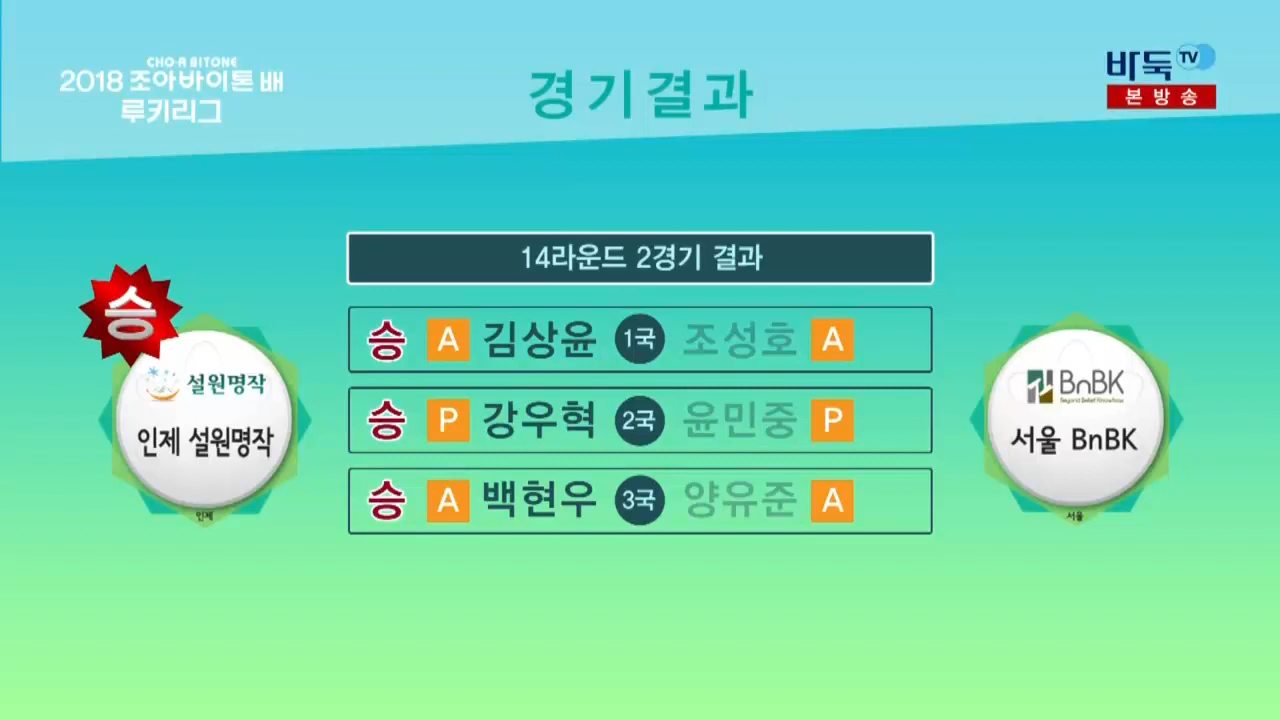 CHO·A BITONE
2018 조아바이톤 배
루키리그
경기결과
바둑TV
본방송
14라운드 2경기 결과
승 A 김상윤 1국 조성호 A
승 P 강우혁 2국 윤민중 P
승 A 백현우 3국 양유준 A
승
설원명작
인제 설원명작
인제
BnBK
Beyond Belief Knowhow
서울 BnBK
서울